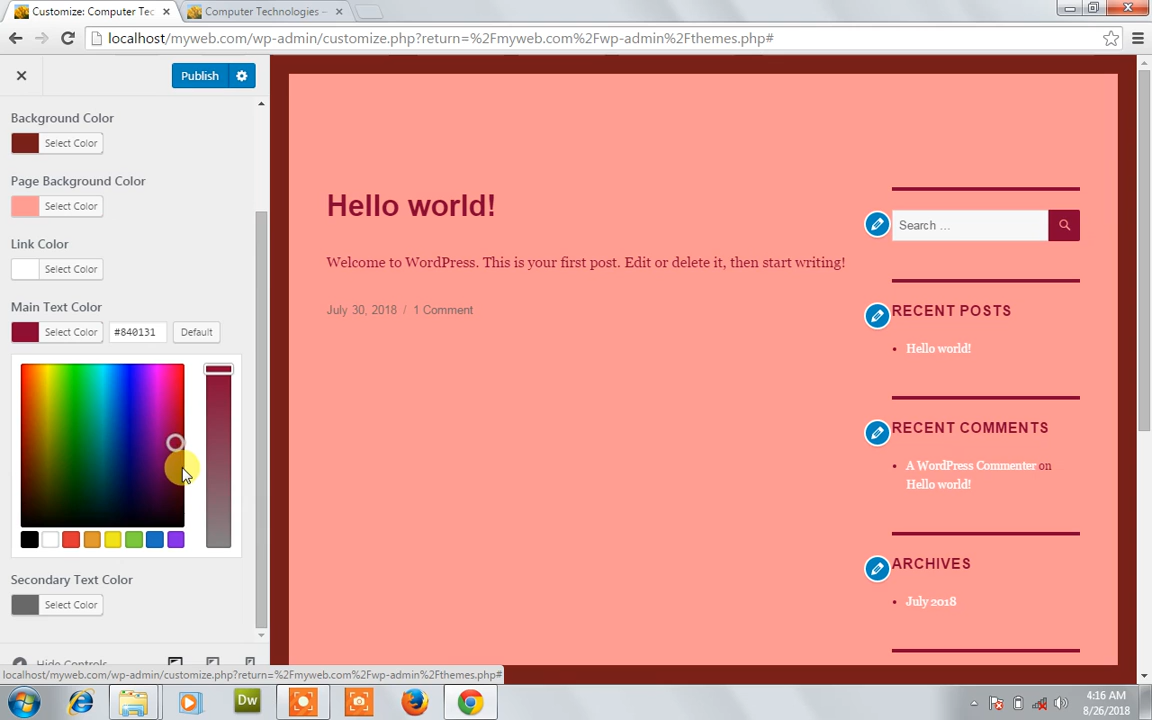 Customize: Computer Tec
Computer Technologies –
localhost/myweb.com/wp-admin/customize.php?return=%2Fmyweb.com%2Fwp-admin%2Fthemes.php#
Publish
Background Color
Select Color
Page Background Color
Select Color
Link Color
Select Color
Main Text Color
Select Color
#840131
Default
Secondary Text Color
Select Color
Hide Controls
localhost/myweb.com/wp-admin/customize.php?return=%2Fmyweb.com%2Fwp-admin%2Fthemes.php#
Hello world!
Welcome to WordPress. This is your first post. Edit or delete it, then start writing!
July 30, 2018 / 1 Comment
Search …
RECENT POSTS
Hello world!
RECENT COMMENTS
A WordPress Commenter on
Hello world!
ARCHIVES
July 2018
Dw
4:16 AM
8/26/2018